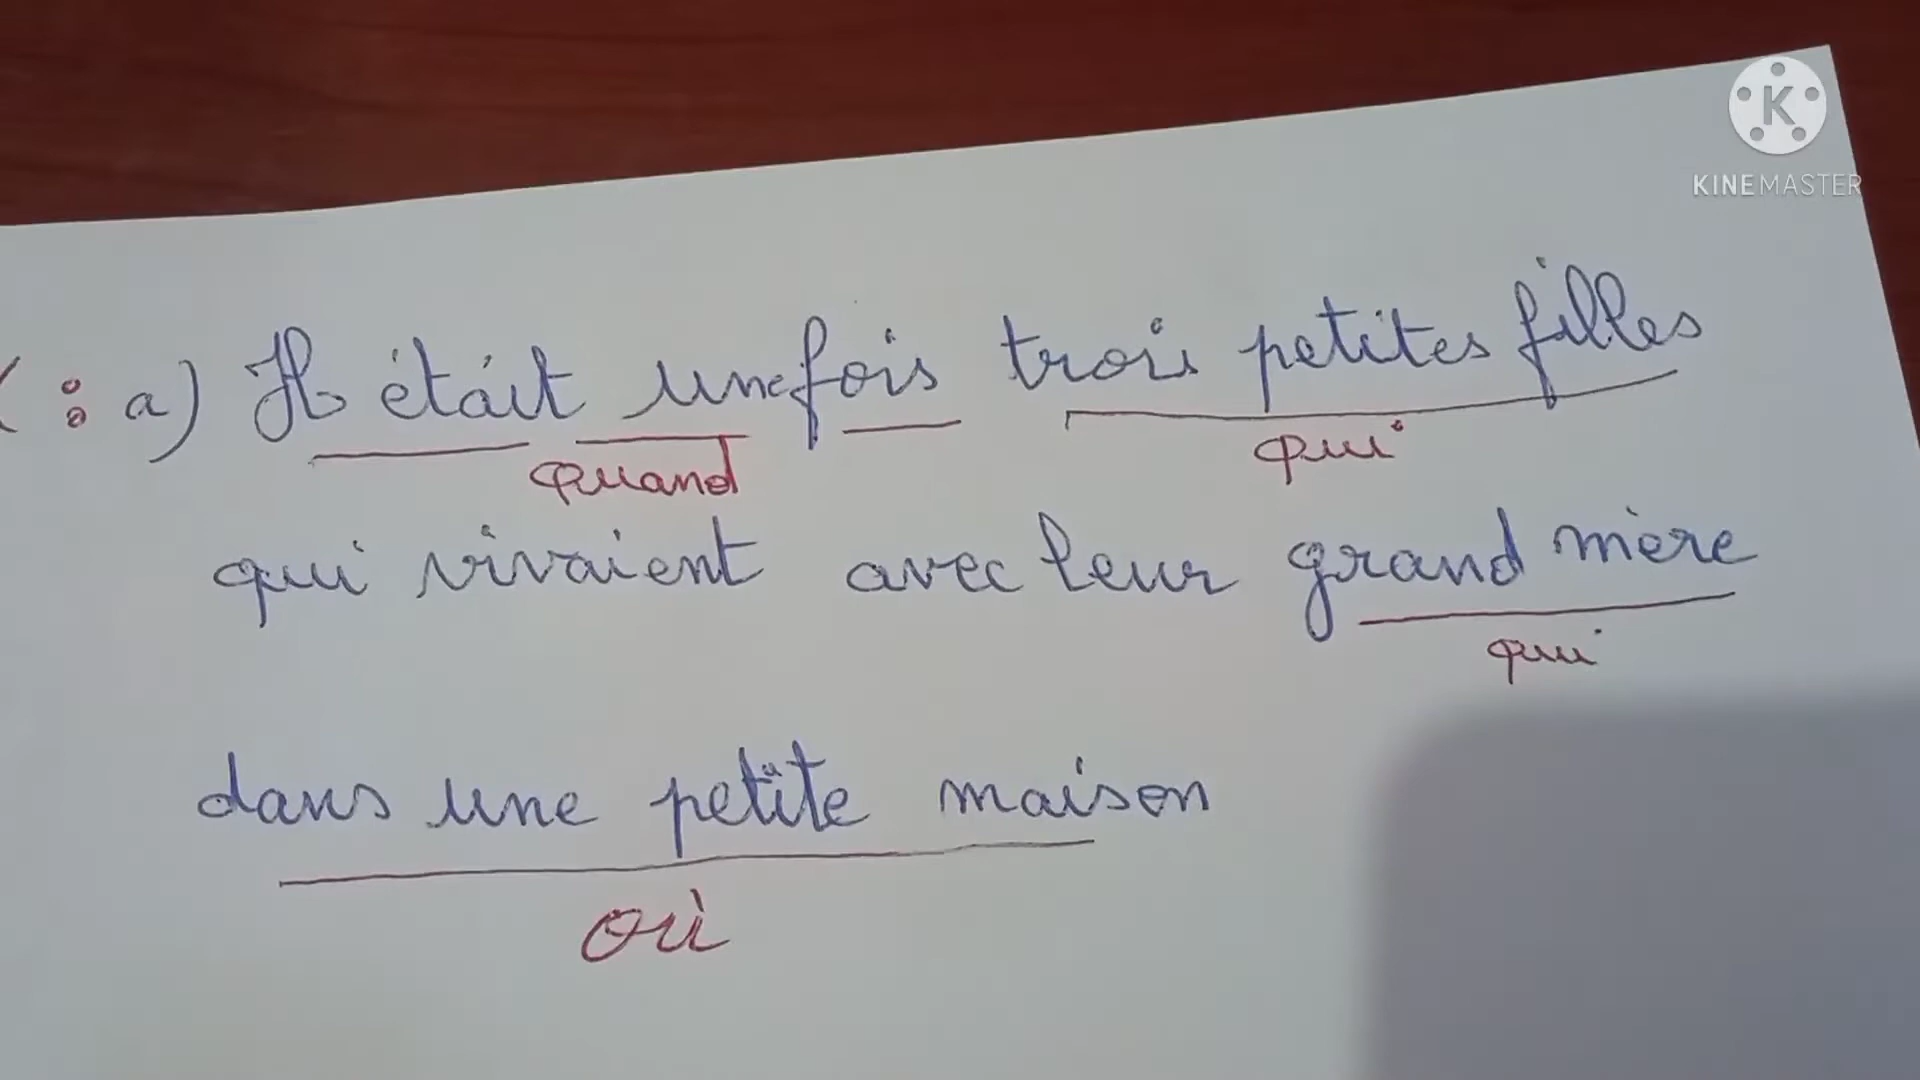 KINEMASTER
: a) Il était une fois trois petites filles
quand qui
qui vivaient avec leur grand mère
qui
dans une petite maison
où